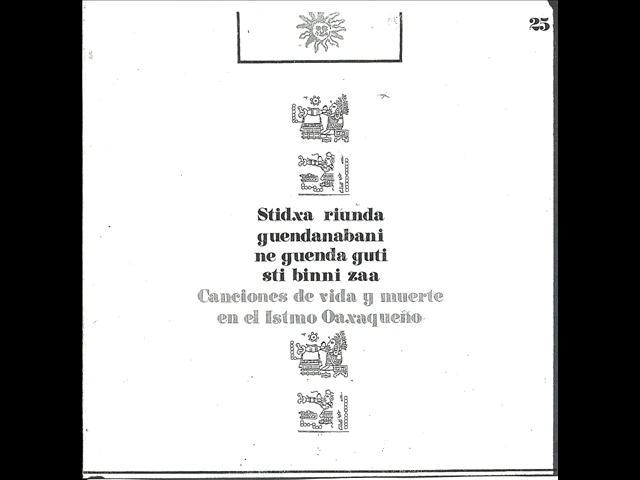 25
Stidxa riunda
guendanabani
ne guenda guti
sti binni zaa
Canciones de vida y muerte
en el Istmo Oaxaqueño